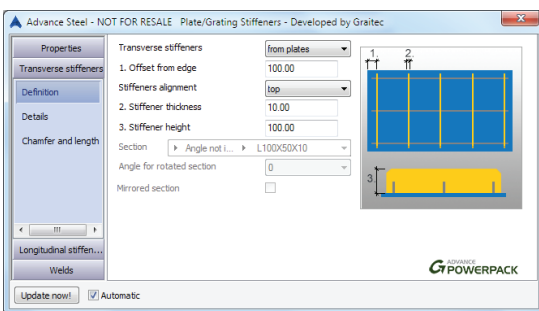 Advance Steel - NOT FOR RESALE Plate/Grating Stiffeners - Developed by Graitec
x
Properties
Transverse stiffeners
Definition
Details
Chamfer and length
Longitudinal stiffen...
Welds
Transverse stiffeners from plates
1. Offset from edge 100.00
Stiffeners alignment top
2. Stiffener thickness 10.00
3. Stiffener height 100.00
Section Angle not i... L100X50X10
Angle for rotated section 0
Mirrored section
1. 2.
3.
ADVANCE
POWERPACK
Update now! Automatic